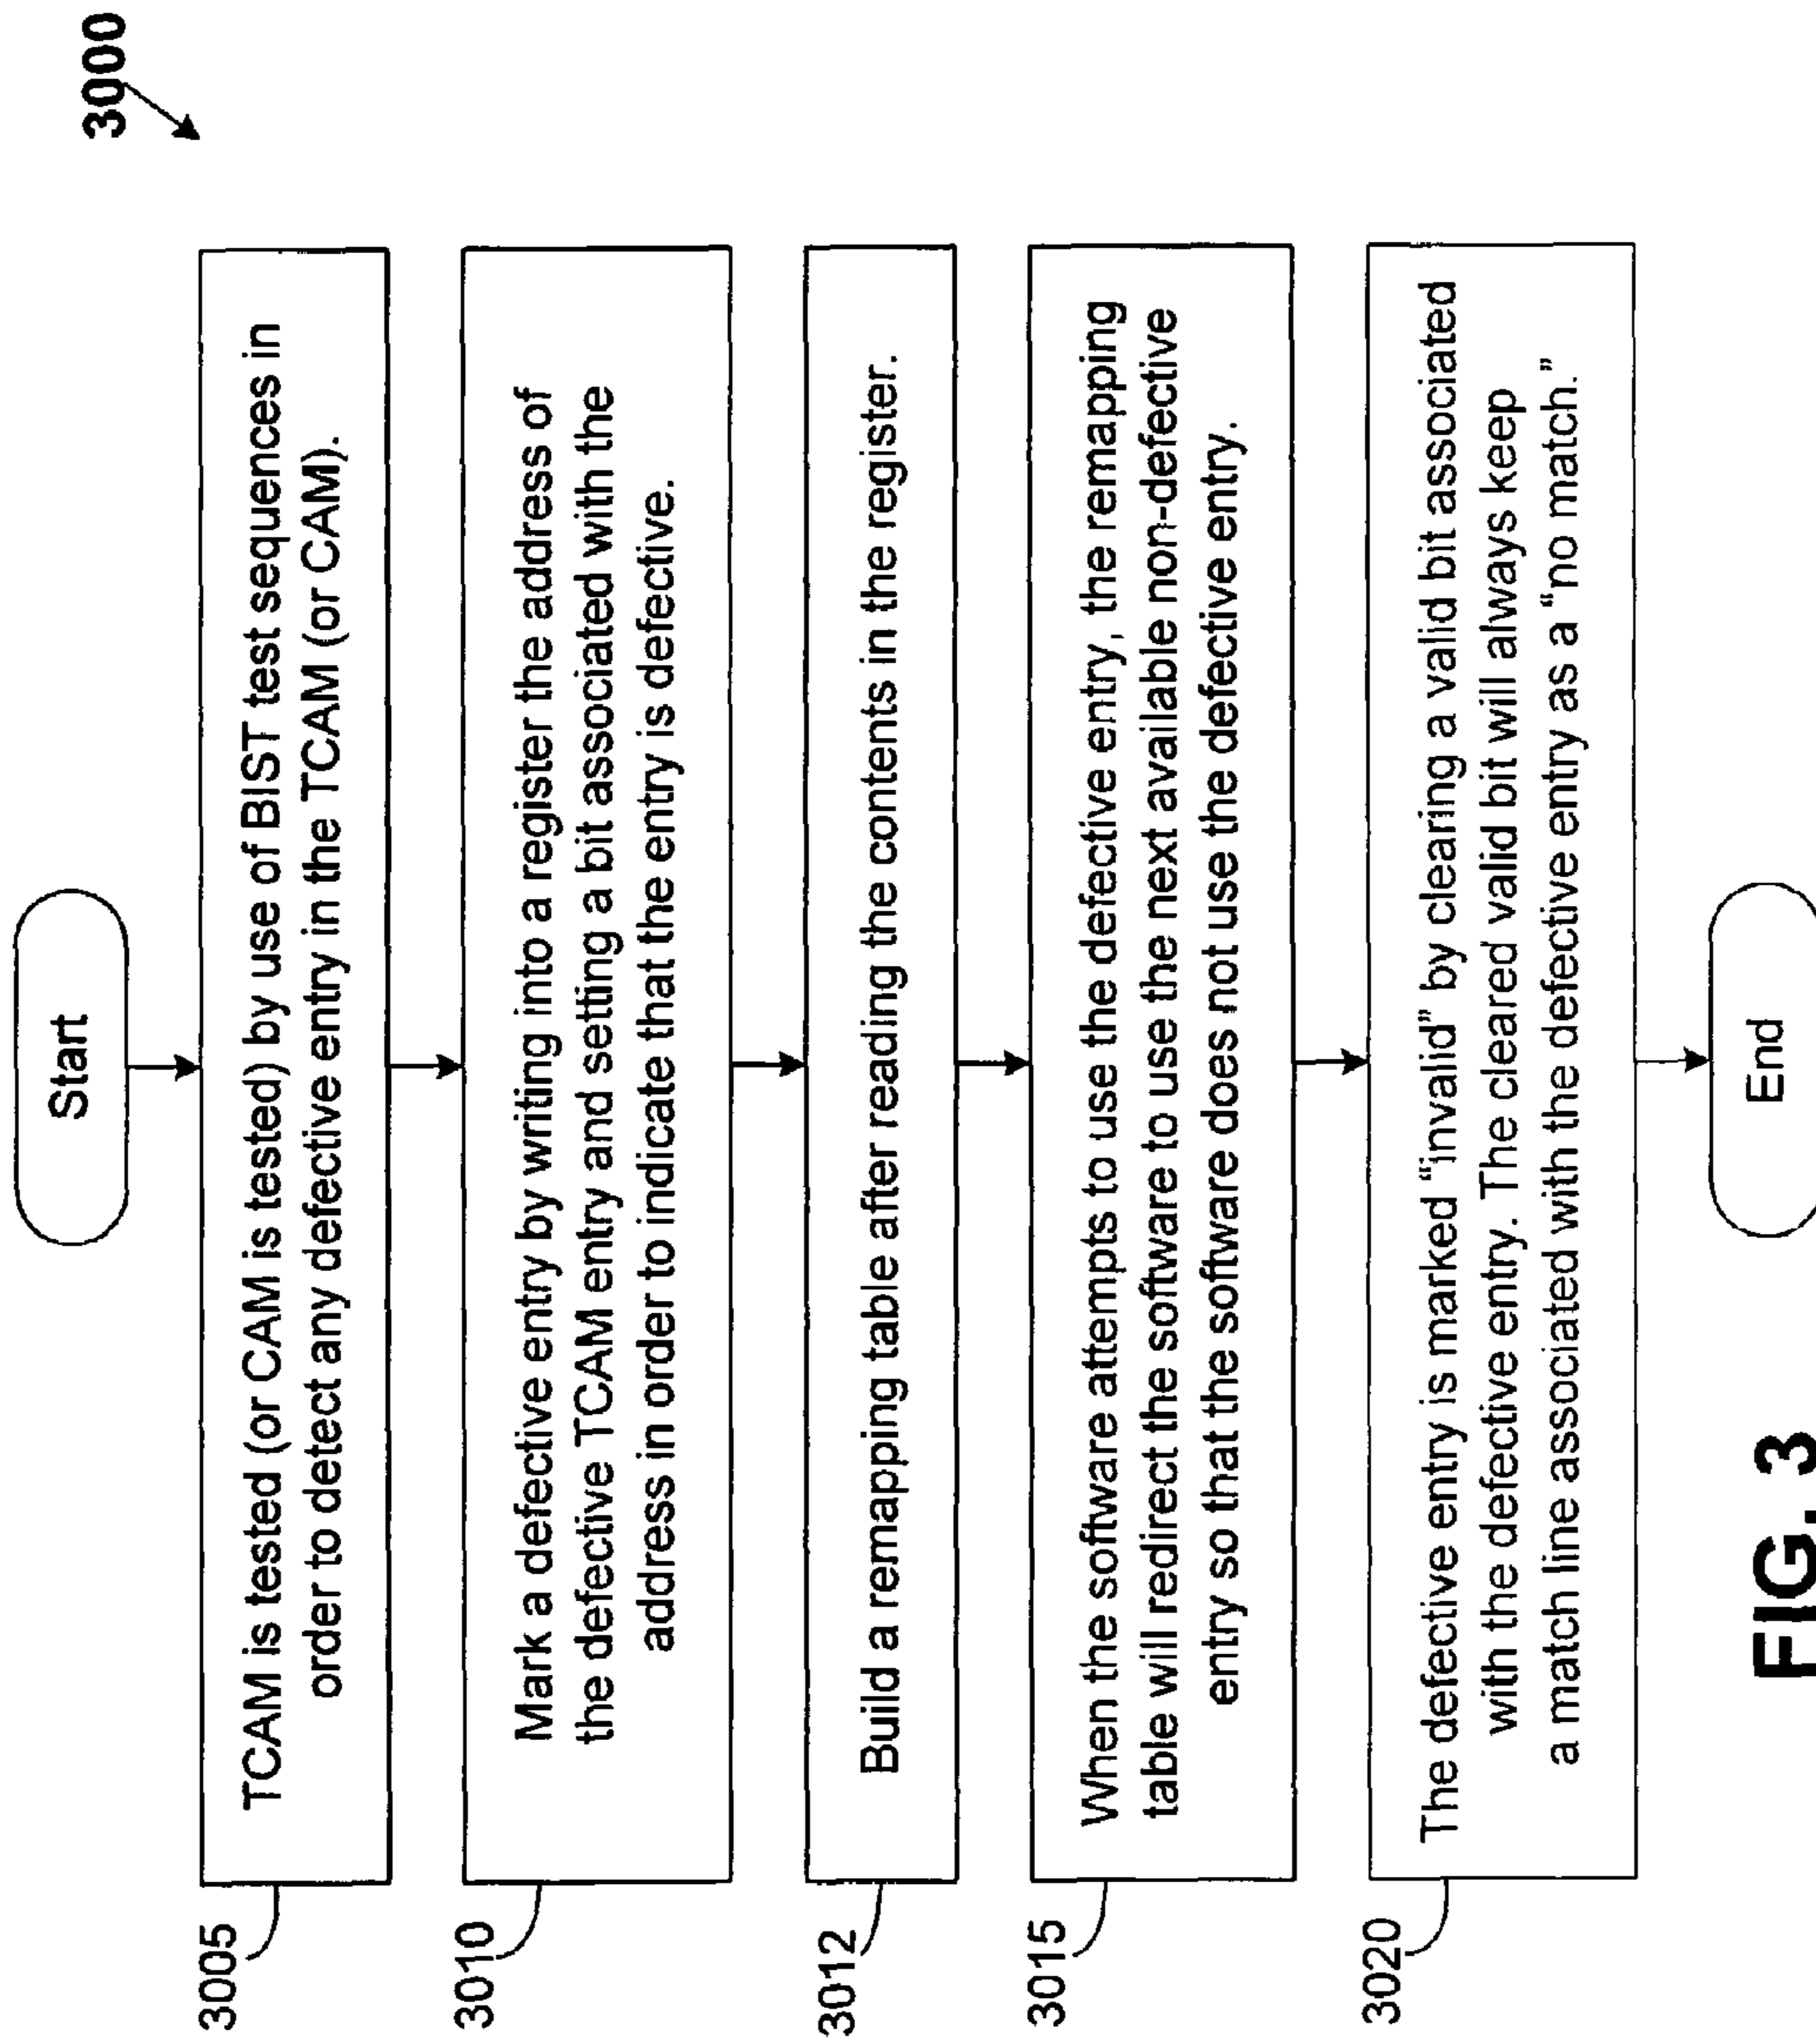 3000
Start
3005
TCAM is tested (or CAM is tested) by use of BIST test sequences in
order to detect any defective entry in the TCAM (or CAM).
3010
Mark a defective entry by writing into a register the address of
the defective TCAM entry and setting a bit associated with the
address in order to indicate that the entry is defective.
3012
Build a remapping table after reading the contents in the register.
3015
When the software attempts to use the defective entry, the remapping
table will redirect the software to use the next available non-defective
entry so that the software does not use the defective entry.
3020
The defective entry is marked “invalid” by clearing a valid bit associated
with the defective entry. The cleared valid bit will always keep
a match line associated with the defective entry as a “no match.”
End
FIG. 3